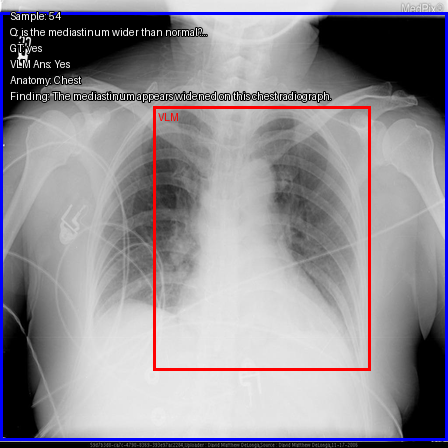 MedPix
Sample: 54
Q: is the mediastinum wider than normal?...
GT: yes
VLM Ans: Yes
Anatomy: Chest
Finding: The mediastinum appears widened on this chest radiograph.
VLM